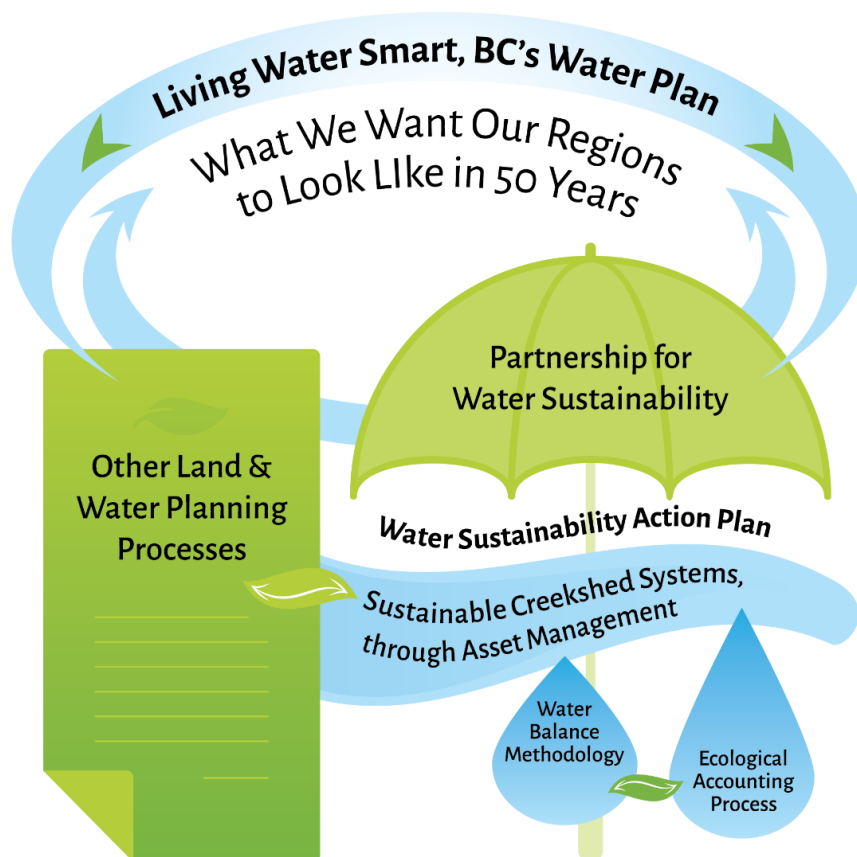 Living Water Smart, BC's Water Plan
What We Want Our Regions
to Look LIke in 50 Years
Partnership for
Water Sustainability
Other Land &
Water Planning
Processes
Water Sustainability Action Plan
Sustainable Creekshed Systems,
through Asset Management
Water
Balance
Methodology
Ecological
Accounting
Process